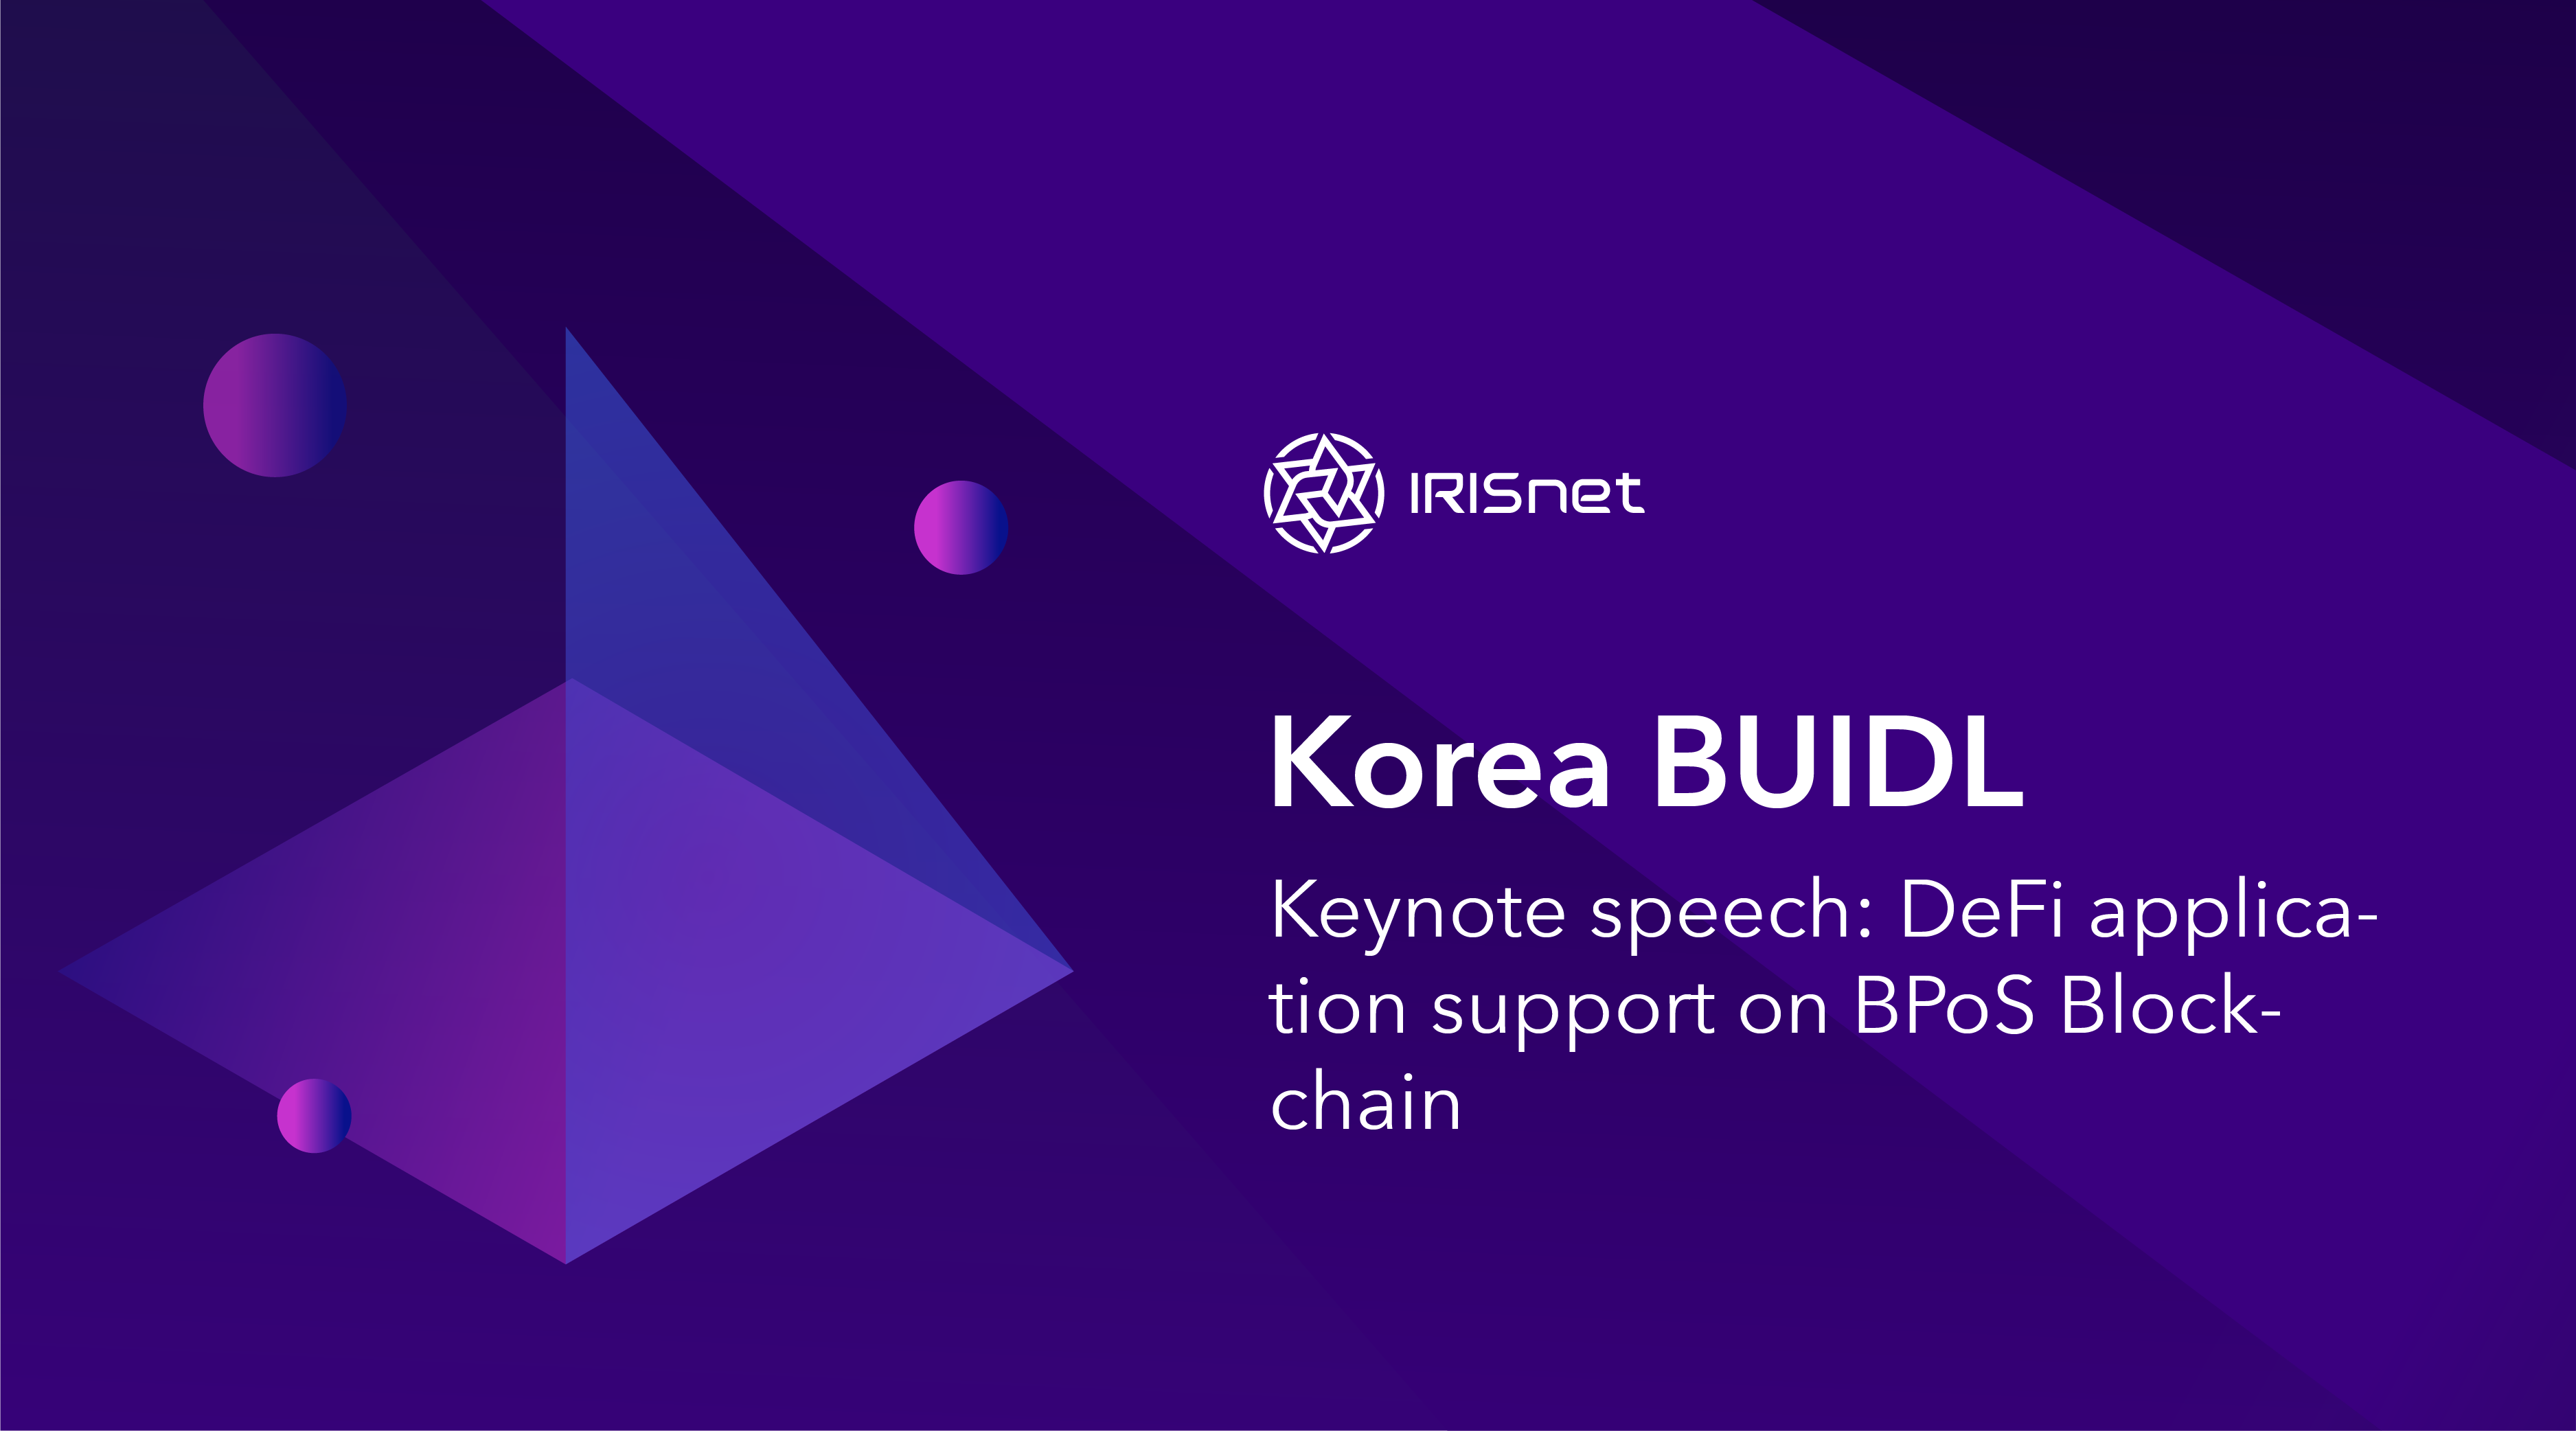 IRISnet
Korea BUIDL
Keynote speech: DeFi applica-
tion support on BPoS Block-
chain